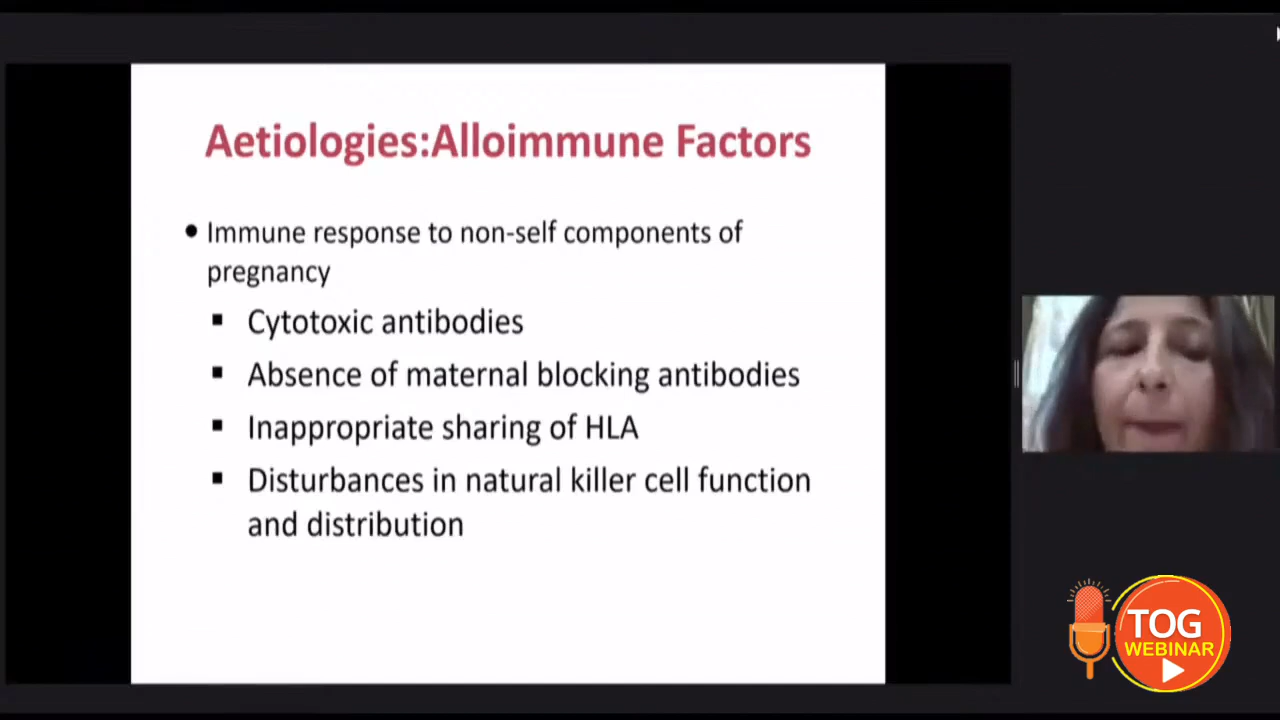 Aetiologies:Alloimmune Factors
• Immune response to non-self components of
pregnancy
▪ Cytotoxic antibodies
▪ Absence of maternal blocking antibodies
▪ Inappropriate sharing of HLA
▪ Disturbances in natural killer cell function
and distribution
TOG
WEBINAR